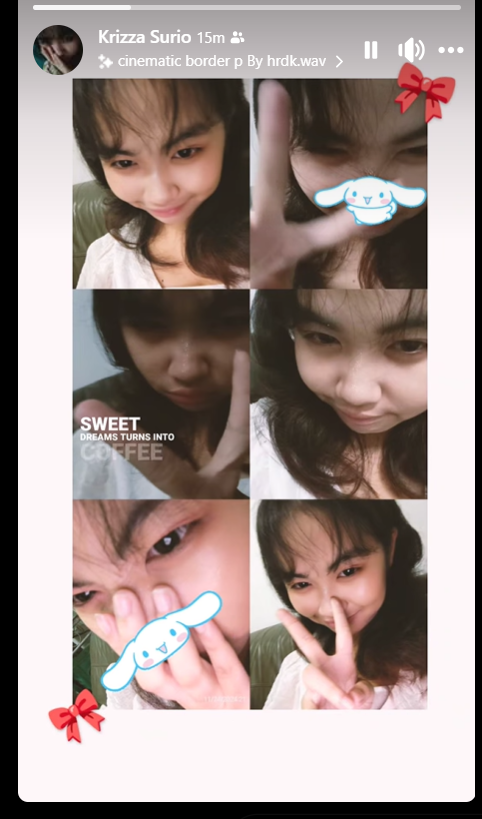 Krizza Surio 15m
cinematic border p By hrdk.wav
SWEET
DREAMS TURNS INTO
COFFEE